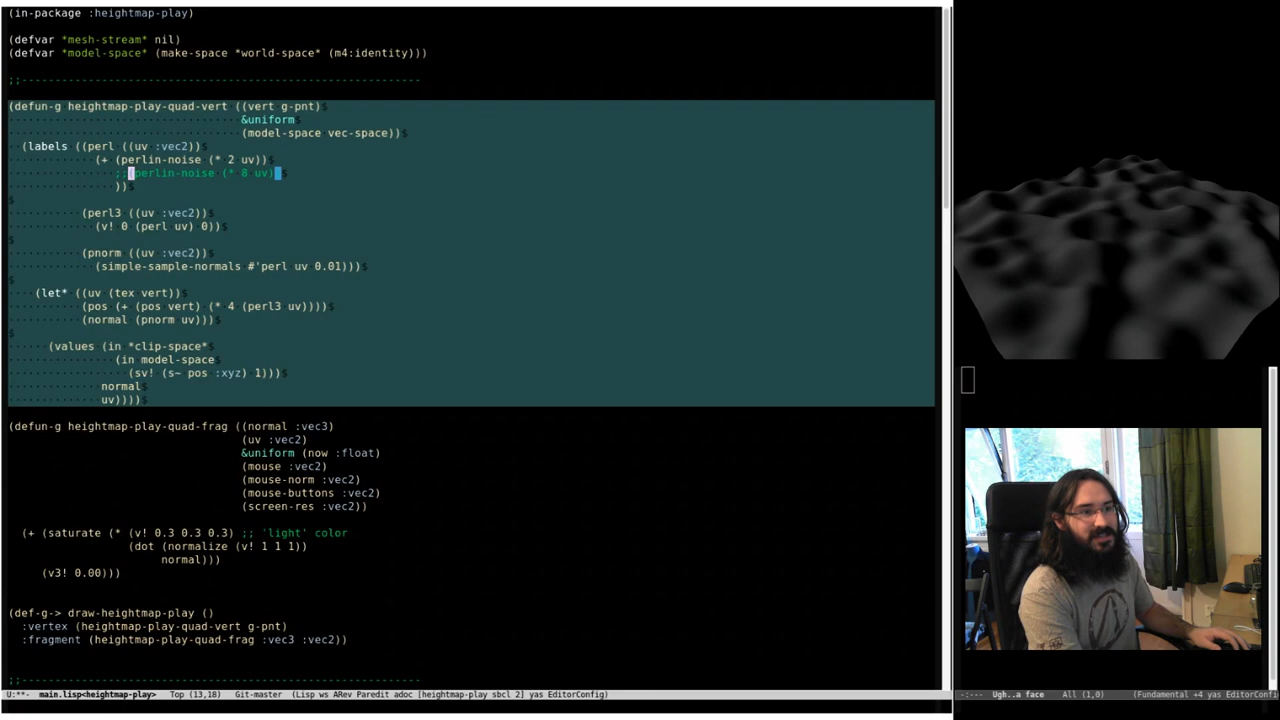 (in-package :heightmap-play)
(defvar *mesh-stream* nil)
(defvar *model-space* (make-space *world-space* (m4:identity)))
;;------------------------------------------------------------
(defun-g heightmap-play-quad-vert ((vert g-pnt)$
&uniform$
(model-space vec-space))$
(labels ((perl ((uv :vec2))$
(+ (perlin-noise (* 2 uv))$
;;(perlin-noise (* 8 uv)) $
))$
$
(perl3 ((uv :vec2))$
(v! 0 (perl uv) 0))$
$
(pnorm ((uv :vec2))$
(simple-sample-normals #'perl uv 0.01)))$
$
(let* ((uv (tex vert))$
(pos (+ (pos vert) (* 4 (perl3 uv))))$
(normal (pnorm uv)))$
$
(values (in *clip-space*$
(in model-space$
(sv! (s~ pos :xyz) 1)))$
normal$
uv))))$
(defun-g heightmap-play-quad-frag ((normal :vec3)
(uv :vec2)
&uniform (now :float)
(mouse :vec2)
(mouse-norm :vec2)
(mouse-buttons :vec2)
(screen-res :vec2))
(+ (saturate (* (v! 0.3 0.3 0.3) ;; 'light' color
(dot (normalize (v! 1 1 1))
normal)))
(v3! 0.00)))
(def-g-> draw-heightmap-play ()
:vertex (heightmap-play-quad-vert g-pnt)
:fragment (heightmap-play-quad-frag :vec3 :vec2))
;;------------------------------------------------------------
U:**- main.lisp<heightmap-play> Top (13,18) Git-master (Lisp ws ARev Paredit adoc [heightmap-play sbcl 2] yas EditorConfig)
-:--- Ugh..a face All (1,0) (Fundamental +4 yas EditorConfi